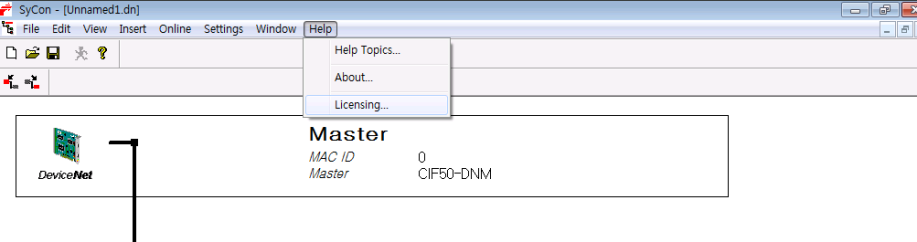 SyCon - [Unnamed1.dn]
File Edit View Insert Online Settings Window Help
Help Topics...
About...
Licensing...
Master
MAC ID 0
Master CIF50-DNM
DeviceNet